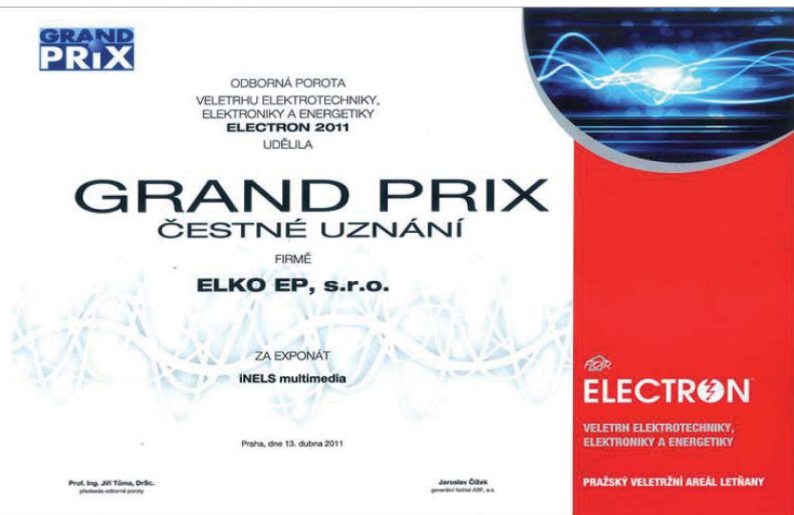 GRAND
PRiX
ODBORNÁ POROTA
VELETRHU ELEKTROTECHNIKY,
ELEKTRONIKY A ENERGETIKY
ELECTRON 2011
UDĚLILA
GRAND PRIX
ČESTNÉ UZNÁNÍ
FIRMĚ
ELKO EP, s.r.o.
ZA EXPONÁT
iNELS multimedia
Praha, dne 13. dubna 2011
Prof. Ing. Jiří Tůma, DrSc.
předseda odborné poroty
Jaroslav Čížek
generální ředitel ABF, a.s.
ELECTRON
VELETRH ELEKTROTECHNIKY,
ELEKTRONIKY A ENERGETIKY
PRAŽSKÝ VELETRŽNÍ AREÁL LETŇANY